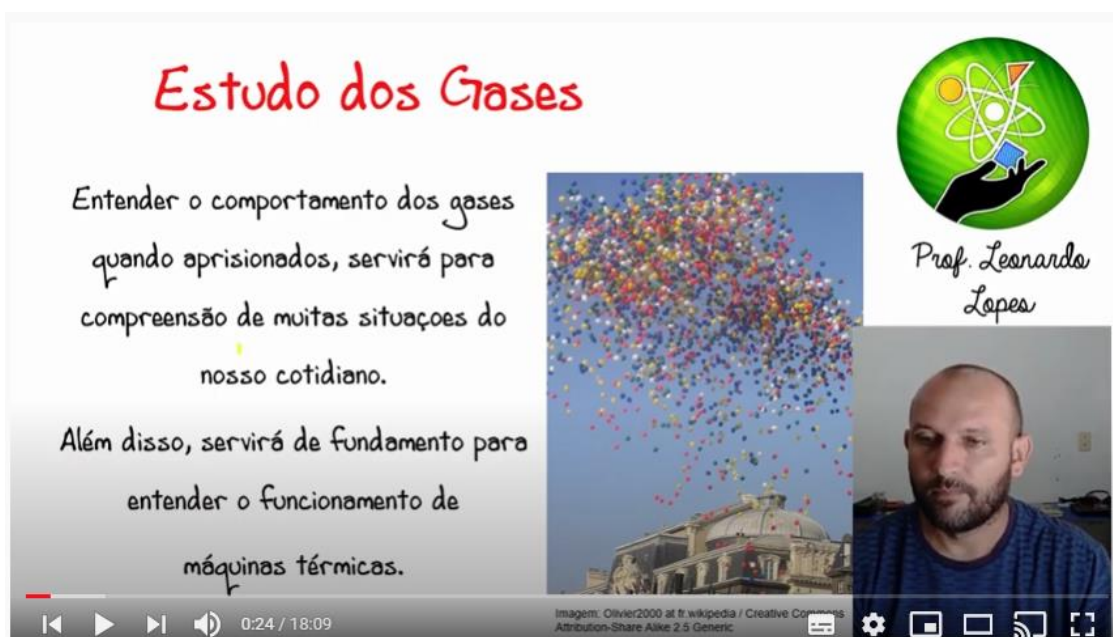 Estudo dos Gases
Entender o comportamento dos gases
quando aprisionados, servirá para
compreensão de muitas situaçoes do
nosso cotidiano.
Além disso, servirá de fundamento para
entender o funcionamento de
máquinas térmicas.
Prof. Leonardo
Lopes
Imagem: Olivier2000 at fr.wikipedia / Creative Commons
Attribution-Share Alike 2.5 Generic
0:24 / 18:09